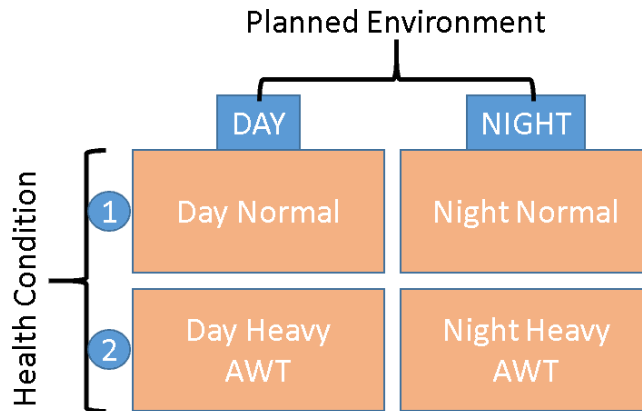 Planned Environment
DAY
NIGHT
Health Condition
1
Day Normal
Night Normal
2
Day Heavy
AWT
Night Heavy
AWT